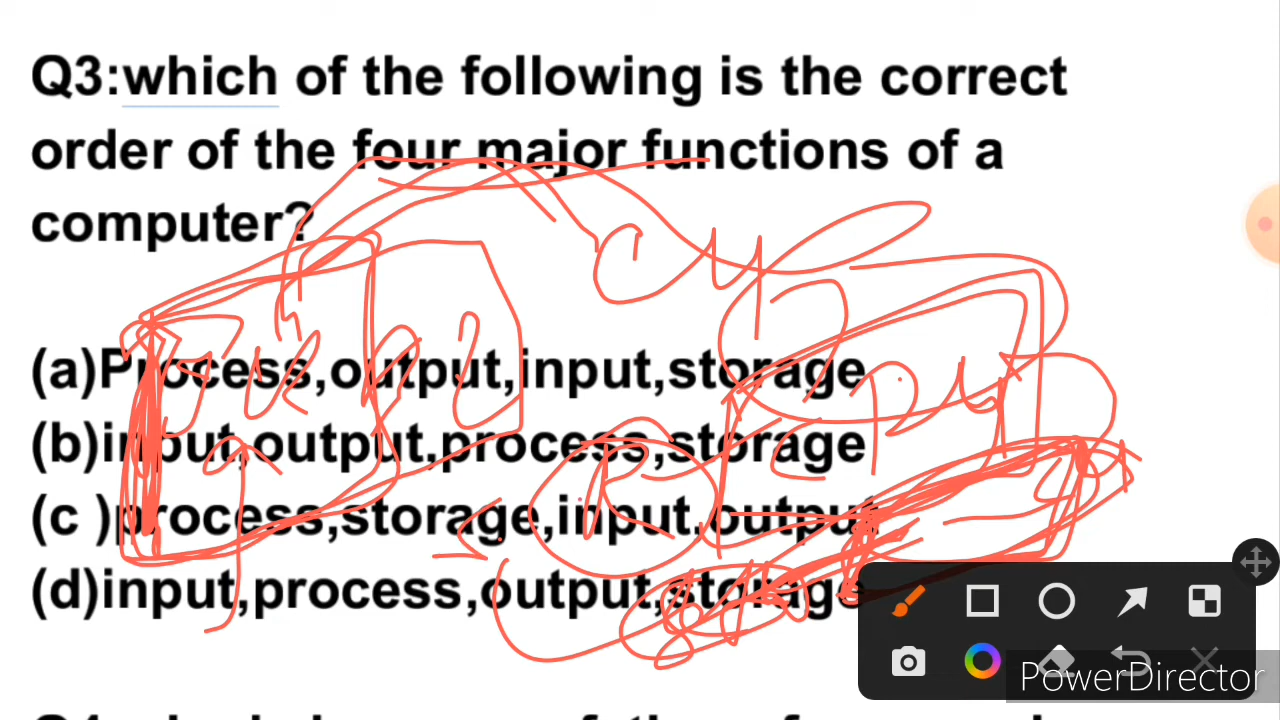 Q3:which of the following is the correct
order of the four major functions of a
computer?
(a)Process,output,input,storage
(b)input,output,process,storage
(c )process,storage,input,output
(d)input,process,output,storage
PowerDirector